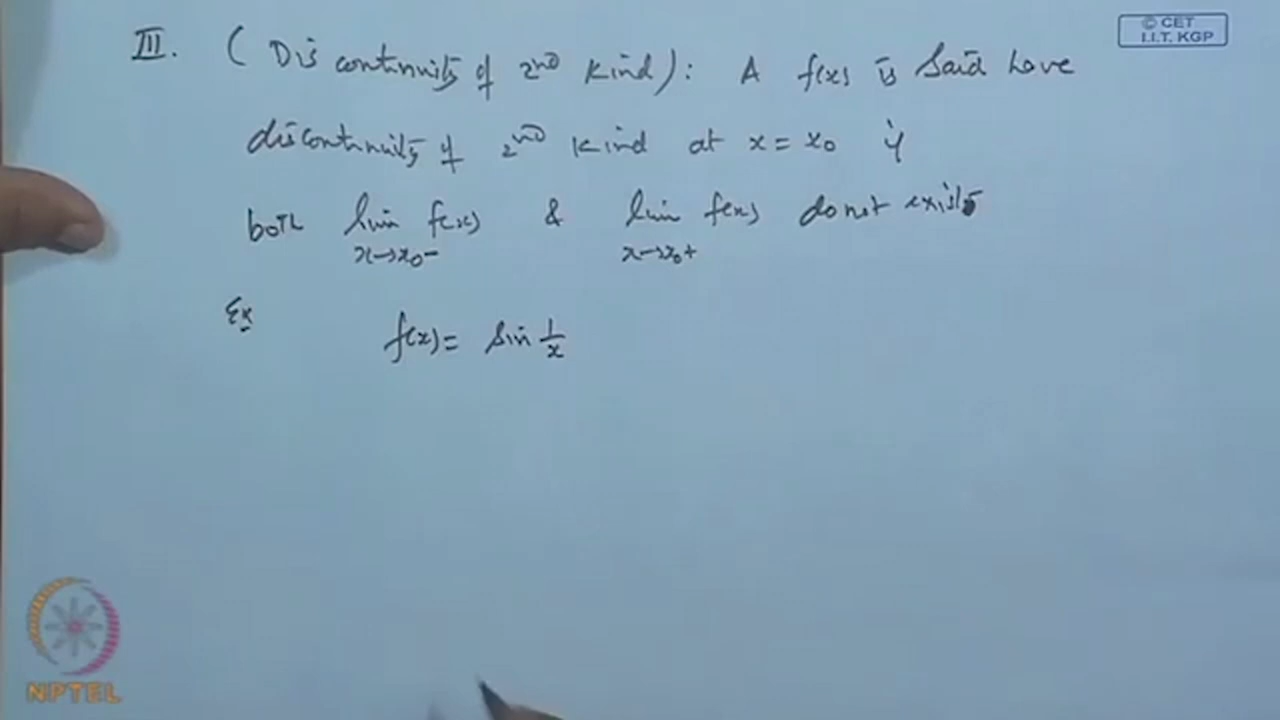 © CET
I.I.T. KGP
III. (Discontinuity of 2nd Kind): A f(x) is Said have
discontinuity of 2nd Kind at x = x₀ if
both lim f(x) & lim f(x) do not exists
x→x₀- x→x₀+
Ex f(x) = Sin 1/x
NPTEL